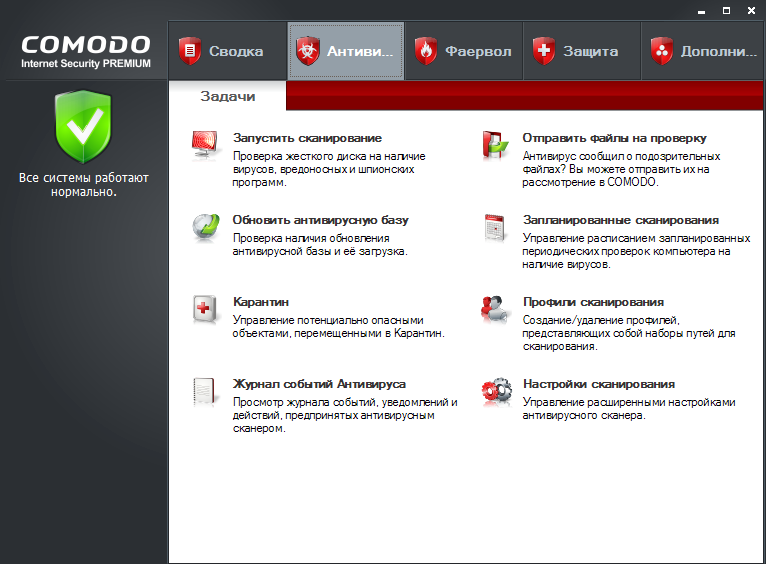 COMODO
Internet Security PREMIUM
Сводка
Антиви...
Фаервол
Защита
Дополни...
Задачи
Все системы работают
нормально.
Запустить сканирование
Проверка жесткого диска на наличие
вирусов, вредоносных и шпионских
программ.
Отправить файлы на проверку
Антивирус сообщил о подозрительных
файлах? Вы можете отправить их на
рассмотрение в COMODO.
Обновить антивирусную базу
Проверка наличия обновления
антивирусной базы и её загрузка.
Запланированные сканирования
Управление расписанием запланированных
периодических проверок компьютера на
наличие вирусов.
Карантин
Управление потенциально опасными
объектами, перемещенными в Карантин.
Профили сканирования
Создание/удаление профилей,
представляющих собой наборы путей для
сканирования.
Журнал событий Антивируса
Просмотр журнала событий, уведомлений и
действий, предпринятых антивирусным
сканером.
Настройки сканирования
Управление расширенными настройками
антивирусного сканера.